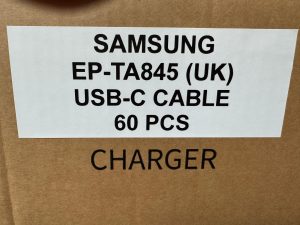 SAMSUNG
EP-TA845 (UK)
USB-C CABLE
60 PCS
CHARGER